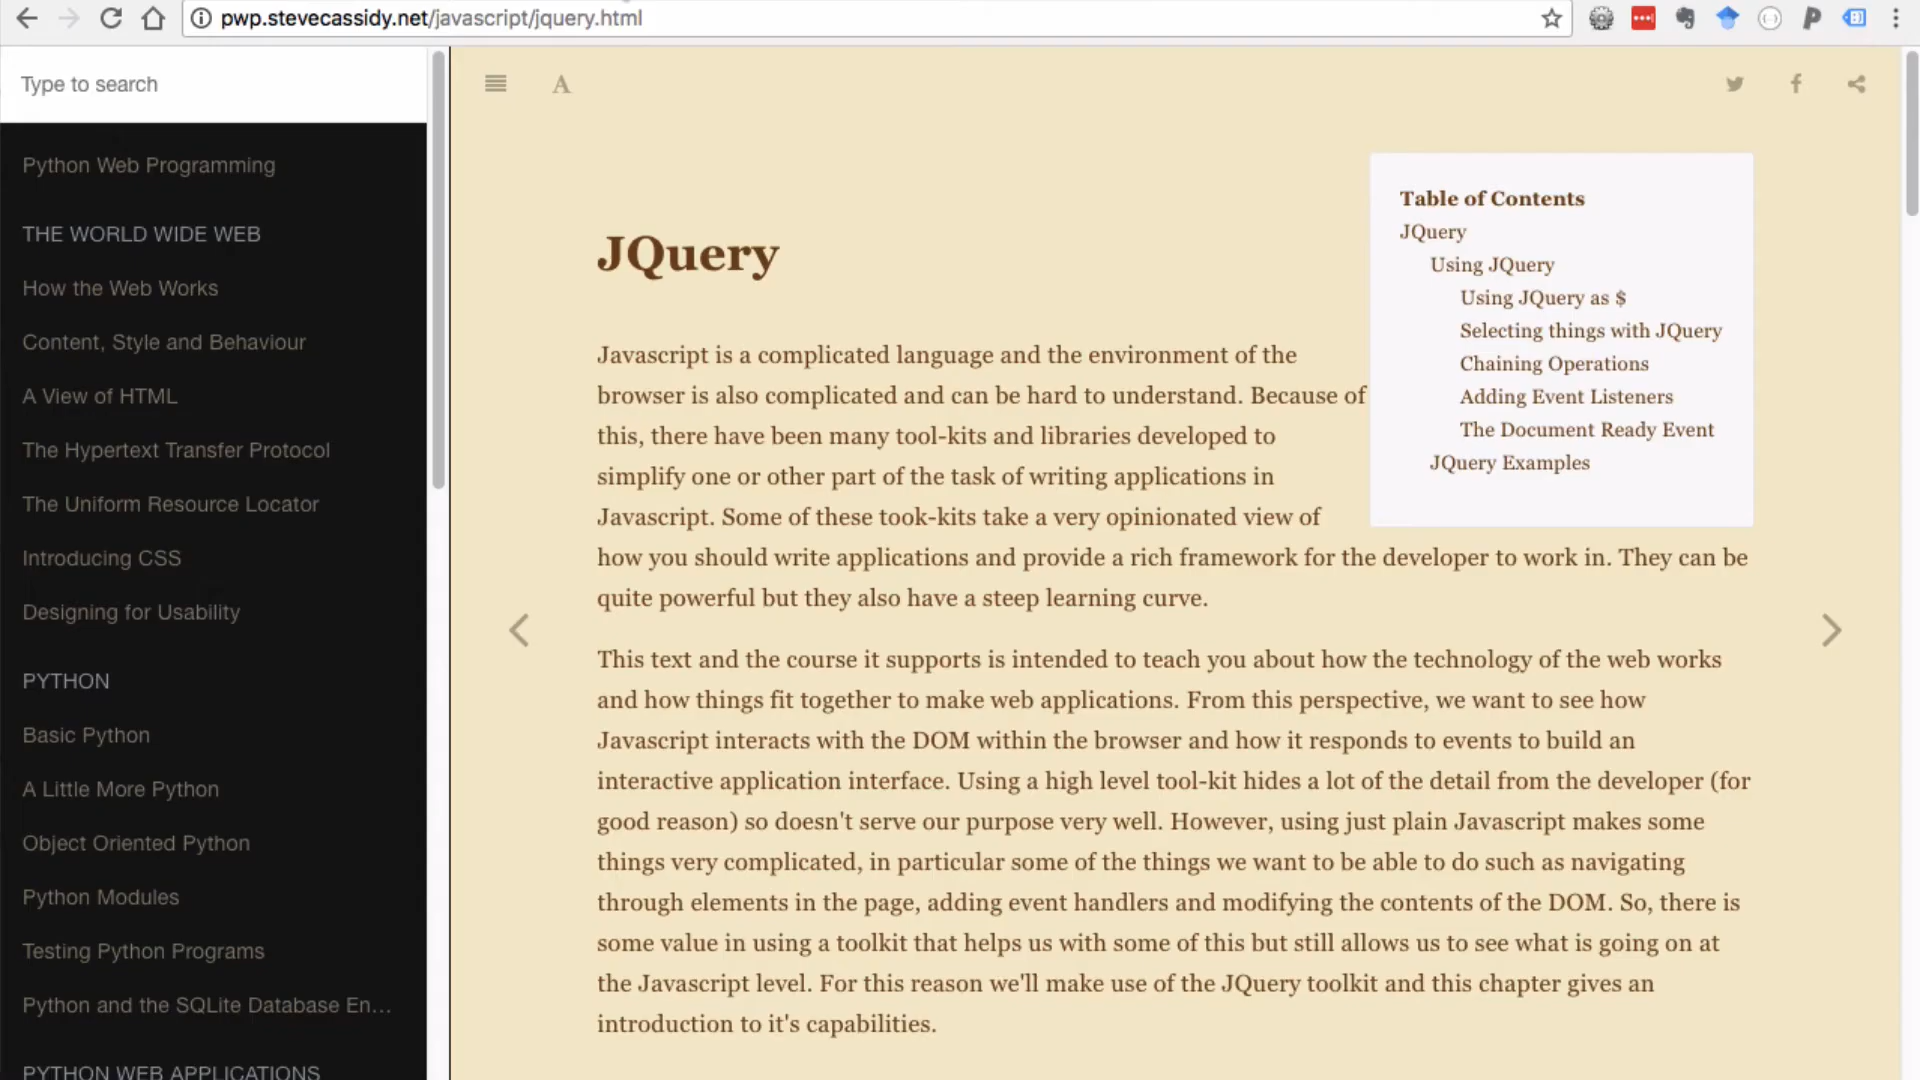 pwp.stevecassidy.net/javascript/jquery.html
Type to search
Python Web Programming
THE WORLD WIDE WEB
How the Web Works
Content, Style and Behaviour
A View of HTML
The Hypertext Transfer Protocol
The Uniform Resource Locator
Introducing CSS
Designing for Usability
PYTHON
Basic Python
A Little More Python
Object Oriented Python
Python Modules
Testing Python Programs
Python and the SQLite Database En...
PYTHON WEB APPLICATIONS
A
JQuery
Table of Contents
JQuery
Using JQuery
Using JQuery as $
Selecting things with JQuery
Chaining Operations
Adding Event Listeners
The Document Ready Event
JQuery Examples
Javascript is a complicated language and the environment of the
browser is also complicated and can be hard to understand. Because of
this, there have been many tool-kits and libraries developed to
simplify one or other part of the task of writing applications in
Javascript. Some of these took-kits take a very opinionated view of
how you should write applications and provide a rich framework for the developer to work in. They can be
quite powerful but they also have a steep learning curve.
This text and the course it supports is intended to teach you about how the technology of the web works
and how things fit together to make web applications. From this perspective, we want to see how
Javascript interacts with the DOM within the browser and how it responds to events to build an
interactive application interface. Using a high level tool-kit hides a lot of the detail from the developer (for
good reason) so doesn't serve our purpose very well. However, using just plain Javascript makes some
things very complicated, in particular some of the things we want to be able to do such as navigating
through elements in the page, adding event handlers and modifying the contents of the DOM. So, there is
some value in using a toolkit that helps us with some of this but still allows us to see what is going on at
the Javascript level. For this reason we'll make use of the JQuery toolkit and this chapter gives an
introduction to it's capabilities.